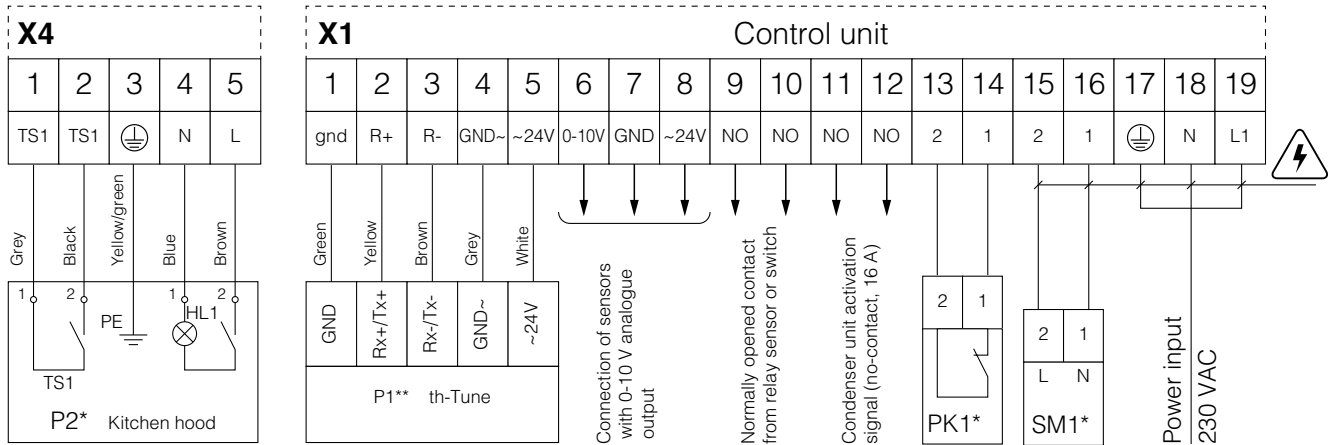 X4
1 2 3 4 5
TS1 TS1 N L
Grey
Black
Yellow/green
Blue
Brown
1 2 1 2
PE
HL1
TS1
P2* Kitchen hood
X1 Control unit
1 2 3 4 5 6 7 8 9 10 11 12 13 14 15 16 17 18 19
gnd R+ R- GND~ ~24V 0-10V GND ~24V NO NO NO NO 2 1 2 1 N L1
Green
Yellow
Brown
Grey
White
GND
Rx+/Tx+
Rx-/Tx-
GND~
~24V
P1** th-Tune
Connection of sensors
with 0-10 V analogue
output
Normally opened contact
from relay sensor or switch
Condenser unit activation
signal (no-contact, 16 A)
2 1
PK1*
2 1
L N
SM1*
Power input
230 VAC